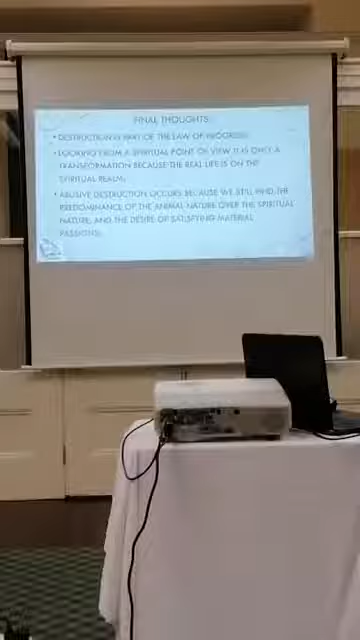 FINAL THOUGHTS:
• DESTRUCTION IS PART OF THE LAW OF PROGRESS;
• LOOKING FROM A SPIRITUAL POINT OF VIEW IT IS ONLY A
TRANSFORMATION BECAUSE THE REAL LIFE IS ON THE
SPIRITUAL REALM;
• ABUSIVE DESTRUCTION OCCURS BECAUSE WE STILL FIND THE
PREDOMINANCE OF THE ANIMAL NATURE OVER THE SPIRITUAL
NATURE, AND THE DESIRE OF SATISFYING MATERIAL
PASSIONS;